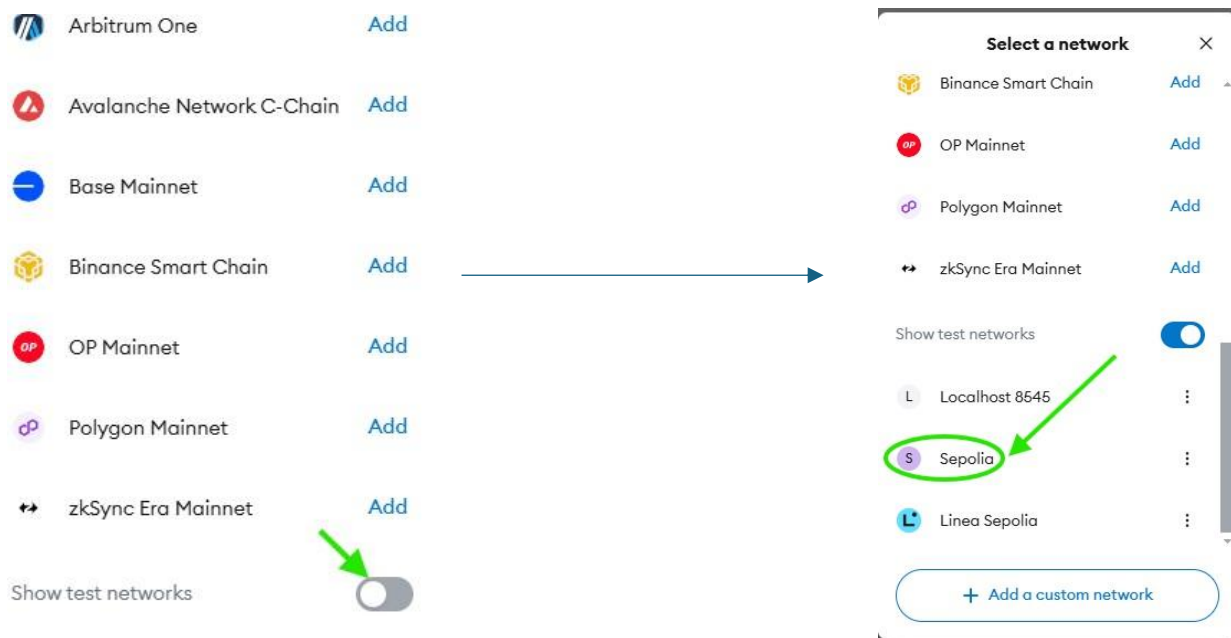 Arbitrum One Add
Avalanche Network C-Chain Add
Base Mainnet Add
Binance Smart Chain Add
OP OP Mainnet Add
Polygon Mainnet Add
zkSync Era Mainnet Add
Show test networks
Select a network
Binance Smart Chain Add
OP OP Mainnet Add
Polygon Mainnet Add
zkSync Era Mainnet Add
Show test networks
L Localhost 8545
S Sepolia
L Linea Sepolia
+ Add a custom network